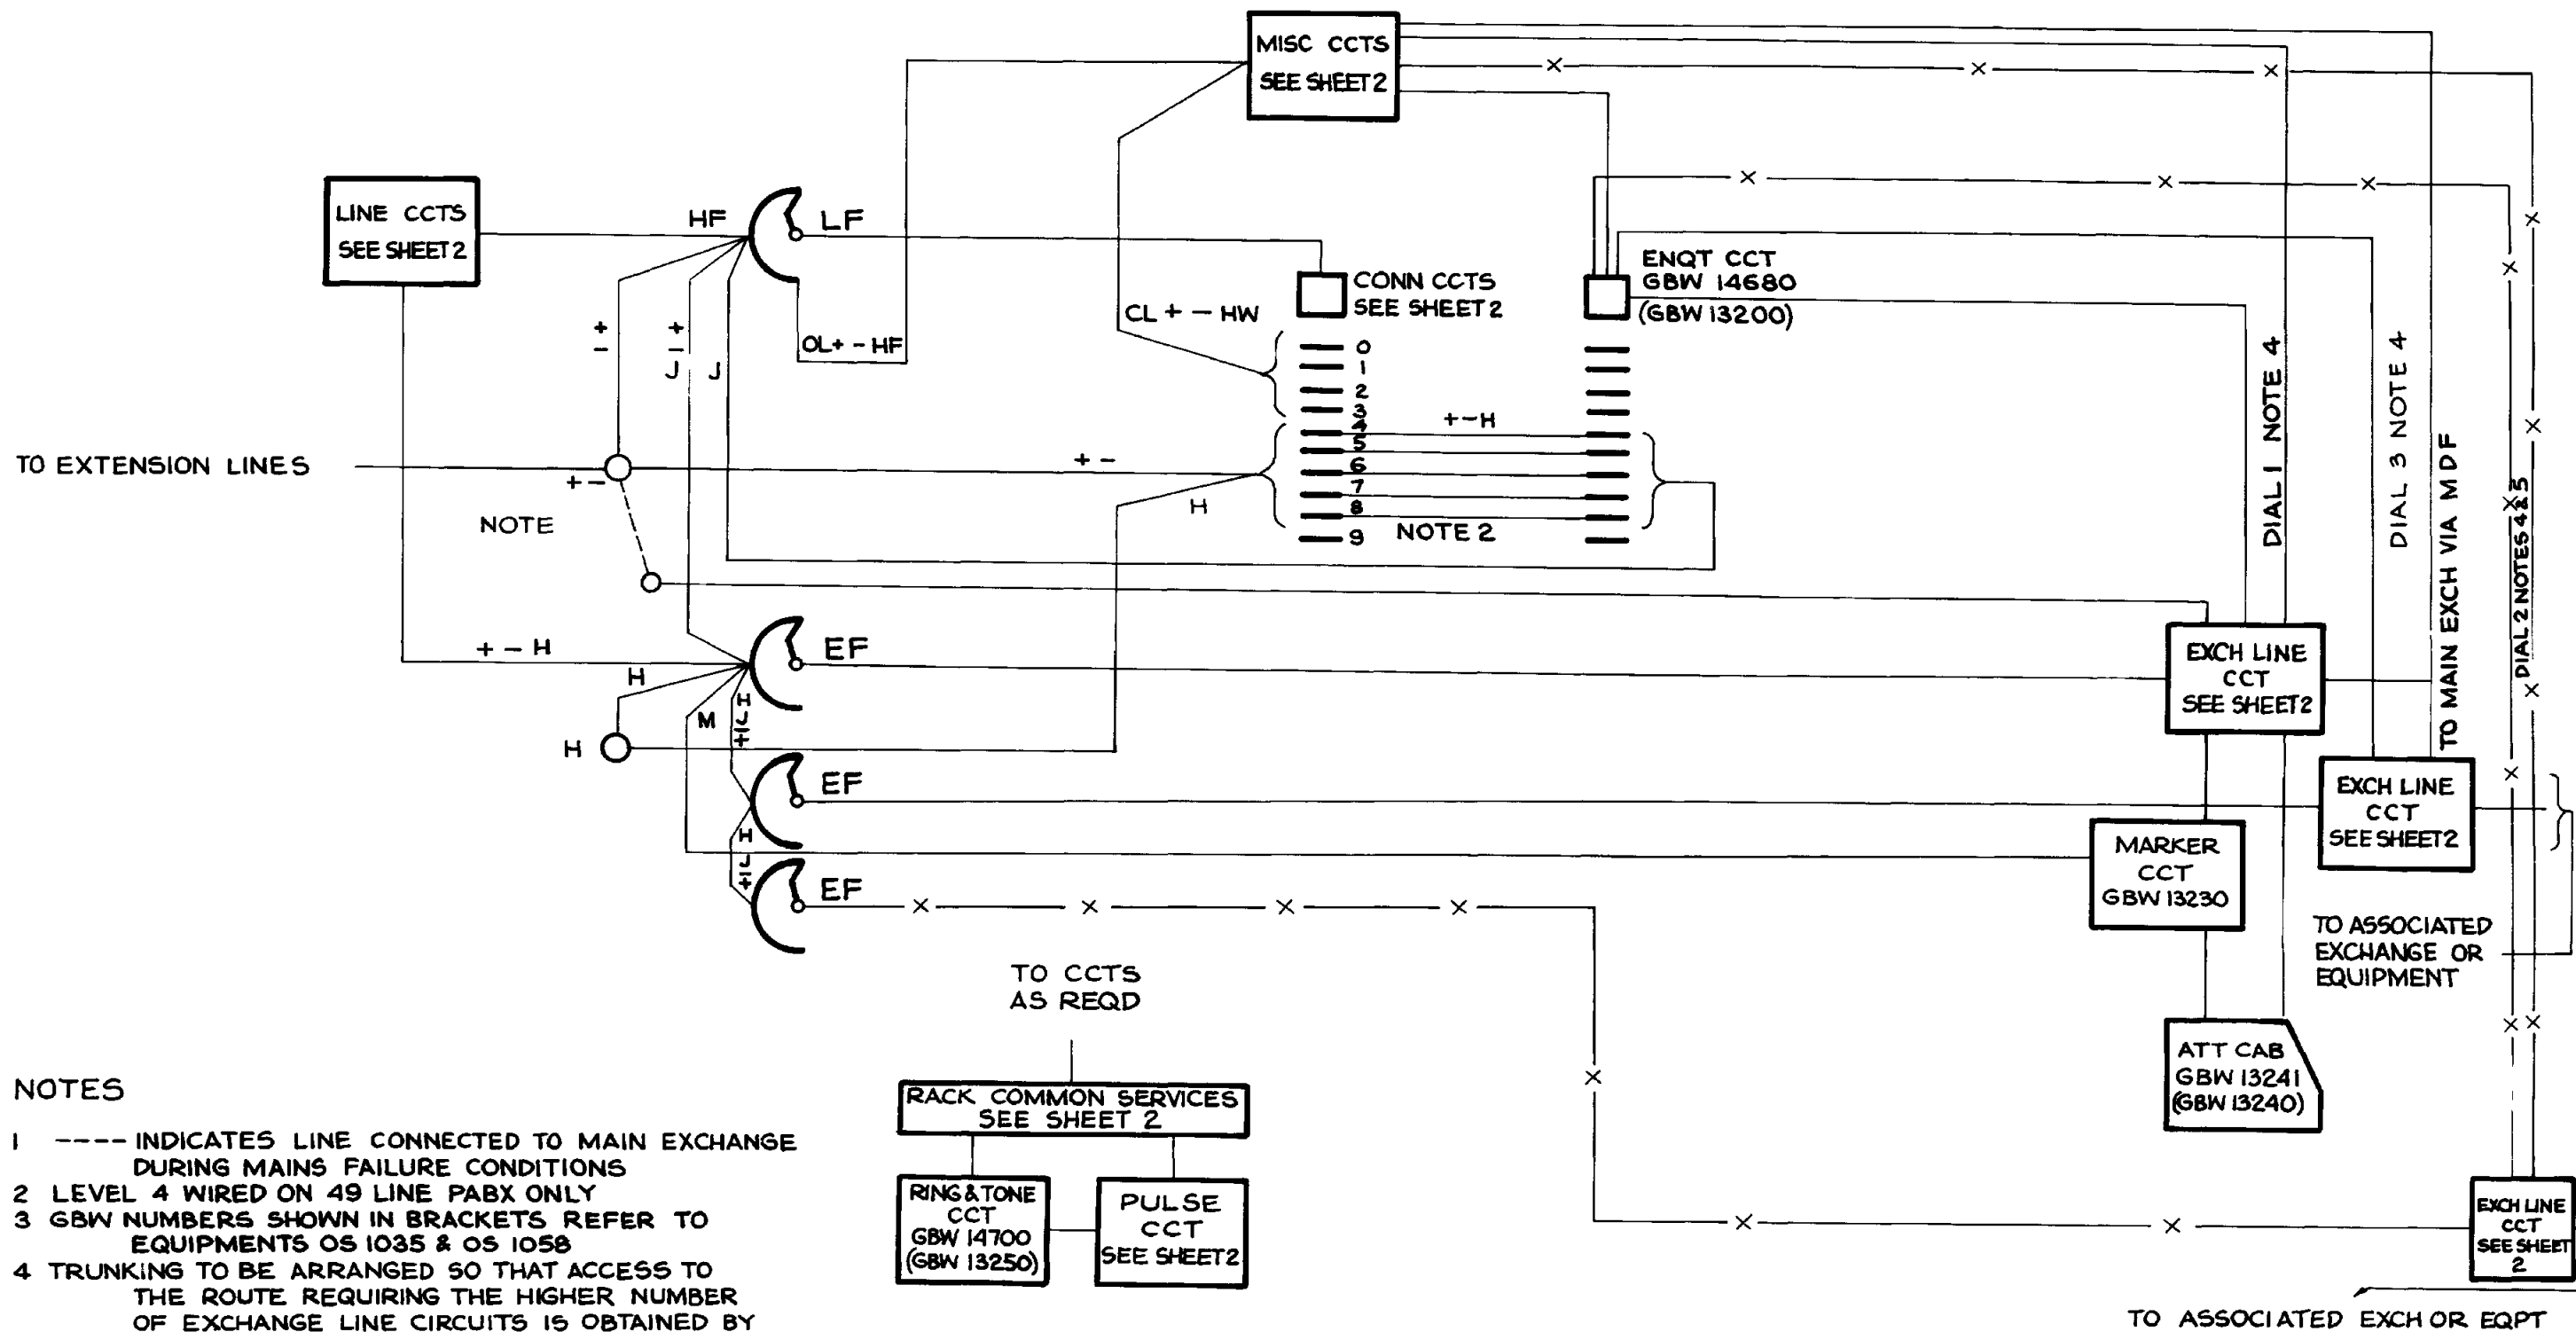 MISC CCTS
SEE SHEET 2
LINE CCTS
SEE SHEET 2
HF
LF
OL+ - HF
CL + - HW
CONN CCTS
SEE SHEET 2
ENQT CCT
GBW 14680
(GBW 13200)
0
1
2
3
4
5
6
7
8
9
+ - H
NOTE 2
+ -
+ -
J
J
TO EXTENSION LINES
+ -
+ -
H
NOTE
DIAL 1 NOTE 4
DIAL 3 NOTE 4
TO MAIN EXCH VIA MDF
DIAL 2 NOTES 4 & 5
+ - H
EF
H
M
H J + -
H
EXCH LINE
CCT
SEE SHEET 2
EF
EXCH LINE
CCT
SEE SHEET 2
H J + -
EF
MARKER
CCT
GBW 13230
TO ASSOCIATED
EXCHANGE OR
EQUIPMENT
TO CCTS
AS REQD
ATT CAB
GBW 13241
(GBW 13240)
RACK COMMON SERVICES
SEE SHEET 2
RING & TONE
CCT
GBW 14700
(GBW 13250)
PULSE
CCT
SEE SHEET 2
EXCH LINE
CCT
SEE SHEET
2
TO ASSOCIATED EXCH OR EQPT
NOTES
1 ---- INDICATES LINE CONNECTED TO MAIN EXCHANGE
DURING MAINS FAILURE CONDITIONS
2 LEVEL 4 WIRED ON 49 LINE PABX ONLY
3 GBW NUMBERS SHOWN IN BRACKETS REFER TO
EQUIPMENTS OS 1035 & OS 1058
4 TRUNKING TO BE ARRANGED SO THAT ACCESS TO
THE ROUTE REQUIRING THE HIGHER NUMBER
OF EXCHANGE LINE CIRCUITS IS OBTAINED BY